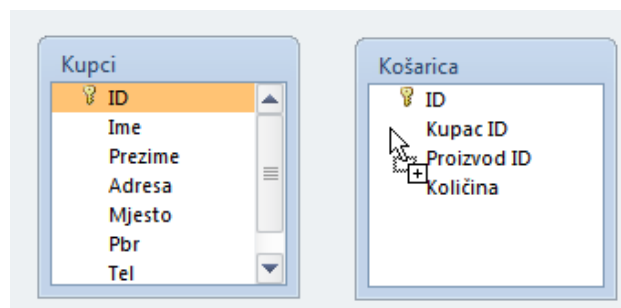 Kupci
ID
Ime
Prezime
Adresa
Mjesto
Pbr
Tel
Košarica
ID
Kupac ID
Proizvod ID
Količina